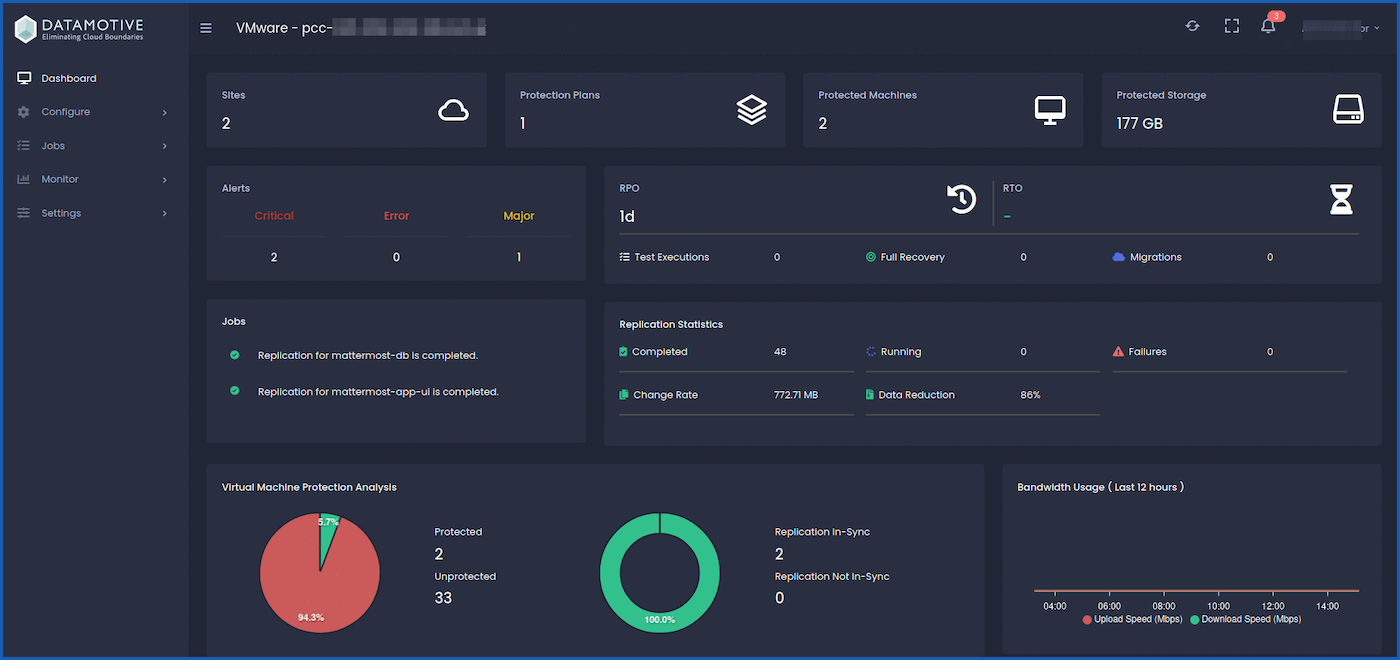 DATAMOTIVE
Eliminating Cloud Boundaries
VMware - pcc-
3
Dashboard
Configure
Jobs
Monitor
Settings
Sites
2
Protection Plans
1
Protected Machines
2
Protected Storage
177 GB
Alerts
Critical Error Major
2 0 1
RPO
1d
RTO
–
Test Executions 0 Full Recovery 0 Migrations 0
Jobs
Replication for mattermost-db is completed.
Replication for mattermost-app-ui is completed.
Replication Statistics
Completed 48 Running 0 Failures 0
Change Rate 772.71 MB Data Reduction 86%
Virtual Machine Protection Analysis
5.7%
94.3%
Protected
2
Unprotected
33
100.0%
Replication In-Sync
2
Replication Not In-Sync
0
Bandwidth Usage ( Last 12 hours )
04:00 06:00 08:00 10:00 12:00 14:00
Upload Speed (Mbps) Download Speed (Mbps)